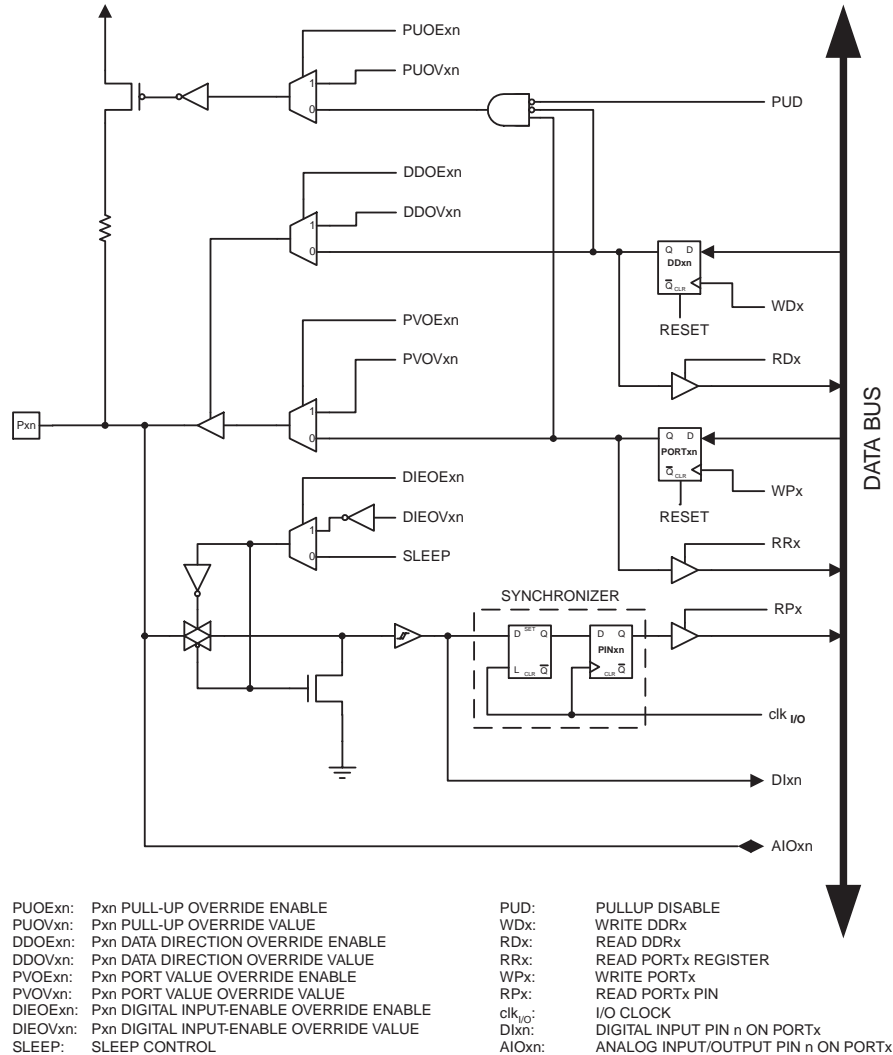 PUOExn
PUOVxn
1
0
PUD
DDOExn
DDOVxn
1
0
Q D
DDxn
Q CLR
WDx
RESET
PVOExn
RDx
PVOVxn
DATA BUS
Pxn
1
0
Q D
PORTxn
Q CLR
DIEOExn
WPx
DIEOVxn
RESET
1
0
SLEEP
RRx
SYNCHRONIZER
RPx
D SET Q
D Q
PINxn
L CLR Q
CLR Q
clk I/O
DIxn
AIOxn
PUOExn: Pxn PULL-UP OVERRIDE ENABLE
PUOVxn: Pxn PULL-UP OVERRIDE VALUE
DDOExn: Pxn DATA DIRECTION OVERRIDE ENABLE
DDOVxn: Pxn DATA DIRECTION OVERRIDE VALUE
PVOExn: Pxn PORT VALUE OVERRIDE ENABLE
PVOVxn: Pxn PORT VALUE OVERRIDE VALUE
DIEOExn: Pxn DIGITAL INPUT-ENABLE OVERRIDE ENABLE
DIEOVxn: Pxn DIGITAL INPUT-ENABLE OVERRIDE VALUE
SLEEP: SLEEP CONTROL
PUD: PULLUP DISABLE
WDx: WRITE DDRx
RDx: READ DDRx
RRx: READ PORTx REGISTER
WPx: WRITE PORTx
RPx: READ PORTx PIN
clkI/O: I/O CLOCK
DIxn: DIGITAL INPUT PIN n ON PORTx
AIOxn: ANALOG INPUT/OUTPUT PIN n ON PORTx